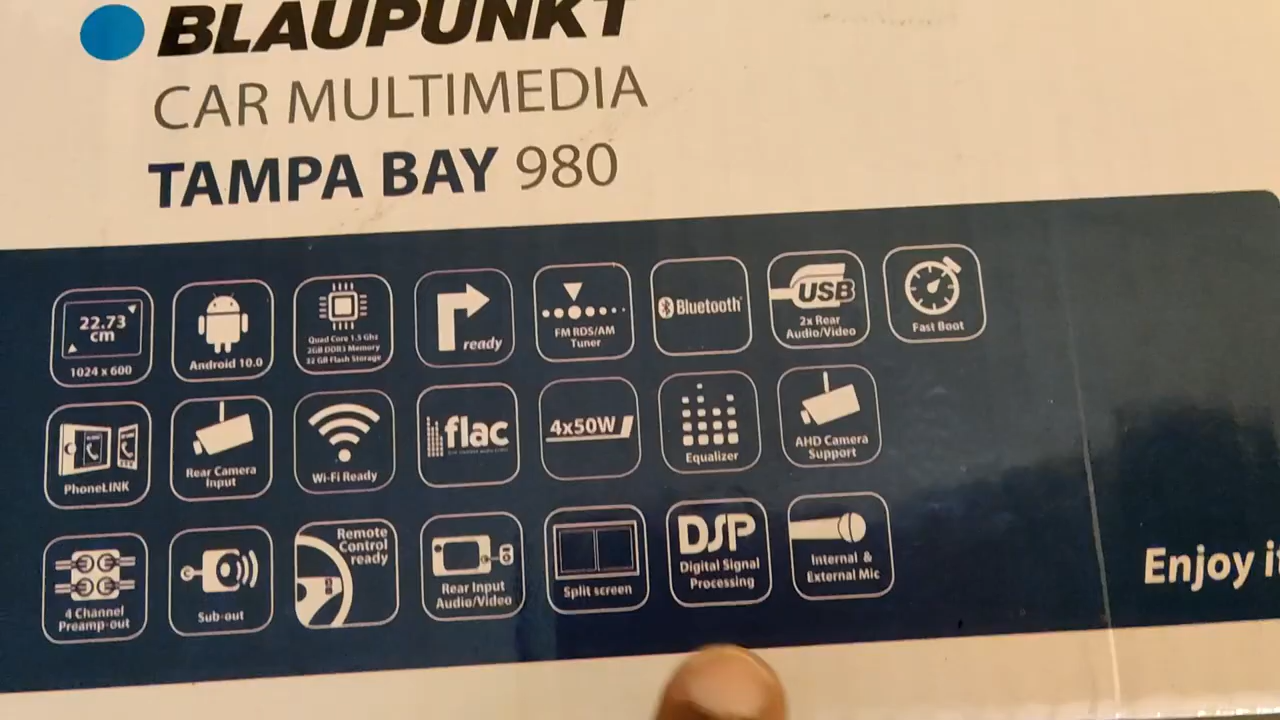 BLAUPUNKT
CAR MULTIMEDIA
TAMPA BAY 980
22.73
cm
1024 x 600
Android 10.0
Quad Core 1.5 Ghz
2GB DDR3 Memory
32 GB Flash Storage
ready
FM RDS/AM
Tuner
Bluetooth
USB
2x Rear
Audio/Video
Fast Boot
PhoneLINK
Rear Camera
Input
Wi-Fi Ready
flac
4x50W
Equalizer
AHD Camera
Support
4 Channel
Preamp-out
Sub-out
Remote
Control
ready
Rear Input
Audio/Video
Split screen
DSP
Digital Signal
Processing
Internal &
External Mic
Enjoy